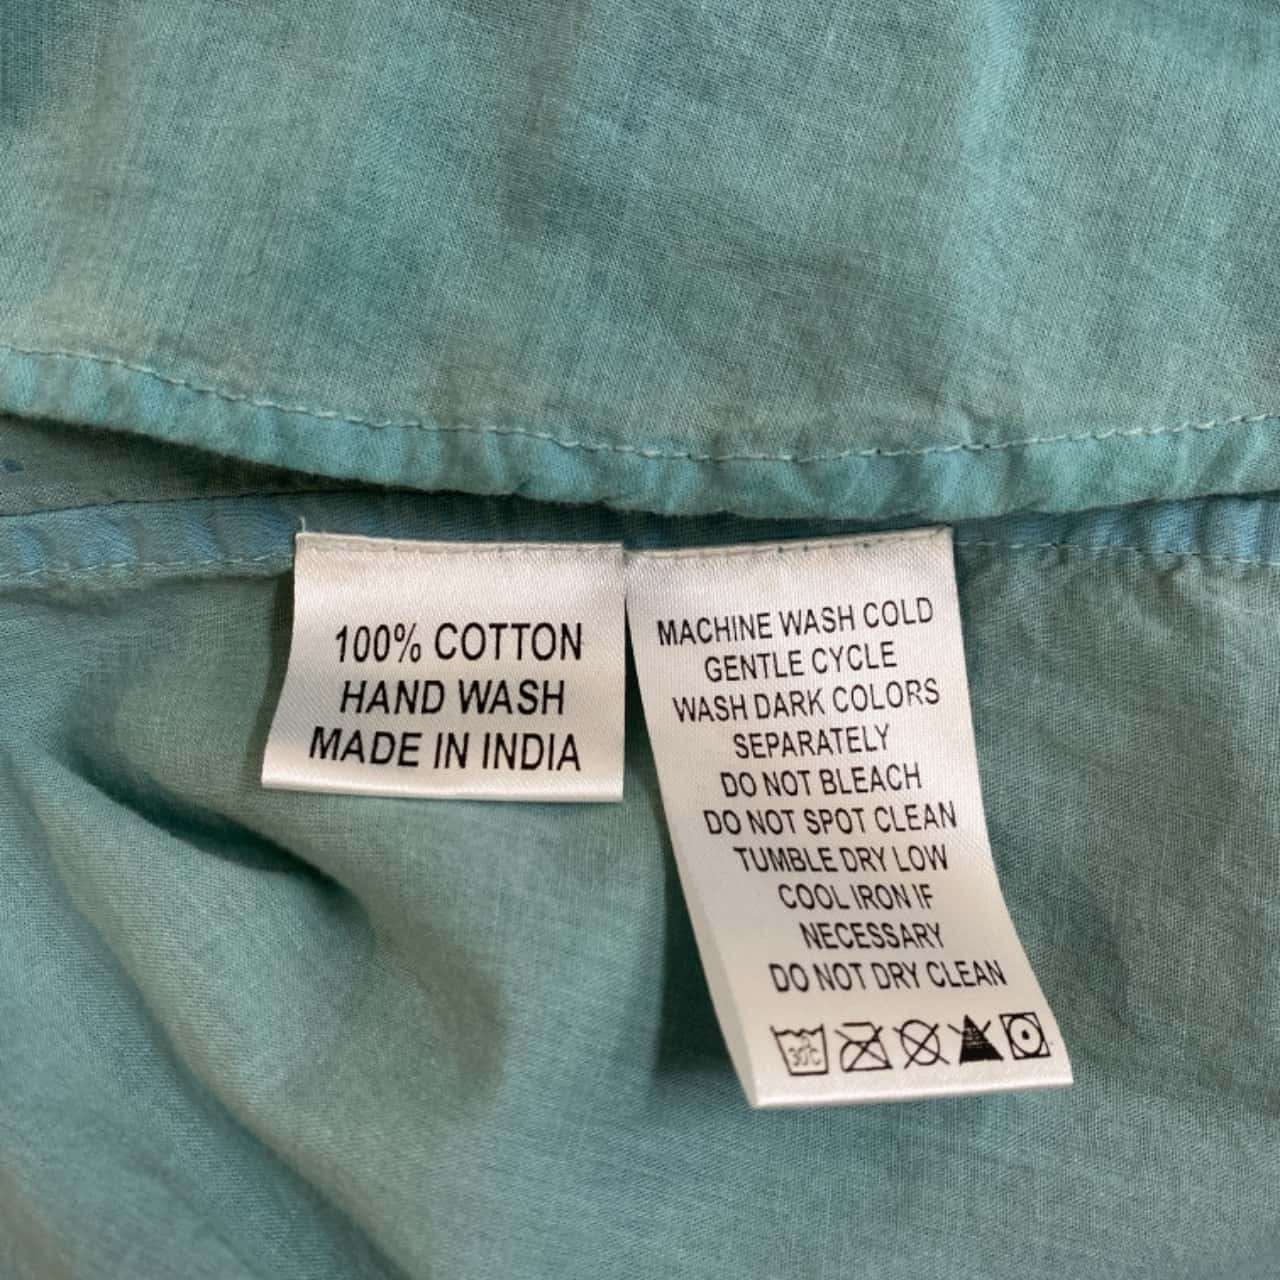 100% COTTON
HAND WASH
MADE IN INDIA
MACHINE WASH COLD
GENTLE CYCLE
WASH DARK COLORS
SEPARATELY
DO NOT BLEACH
DO NOT SPOT CLEAN
TUMBLE DRY LOW
COOL IRON IF
NECESSARY
DO NOT DRY CLEAN
30°C